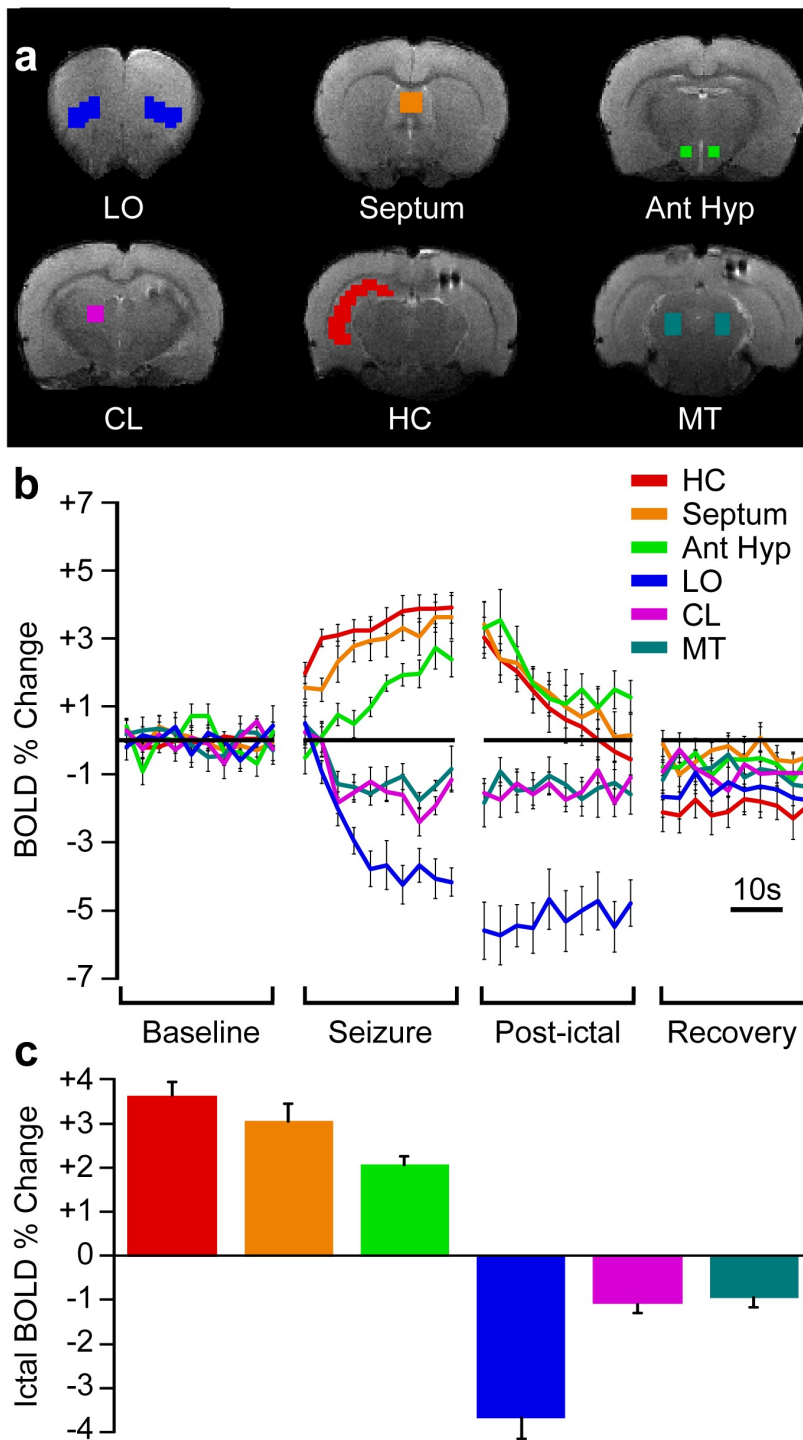 a
LO
Septum
Ant Hyp
CL
HC
MT
b
HC
Septum
Ant Hyp
LO
CL
MT
BOLD % Change
+7
+5
+3
+1
-1
-3
-5
-7
10s
Baseline
Seizure
Post-ictal
Recovery
c
Ictal BOLD % Change
+4
+3
+2
+1
0
-1
-2
-3
-4